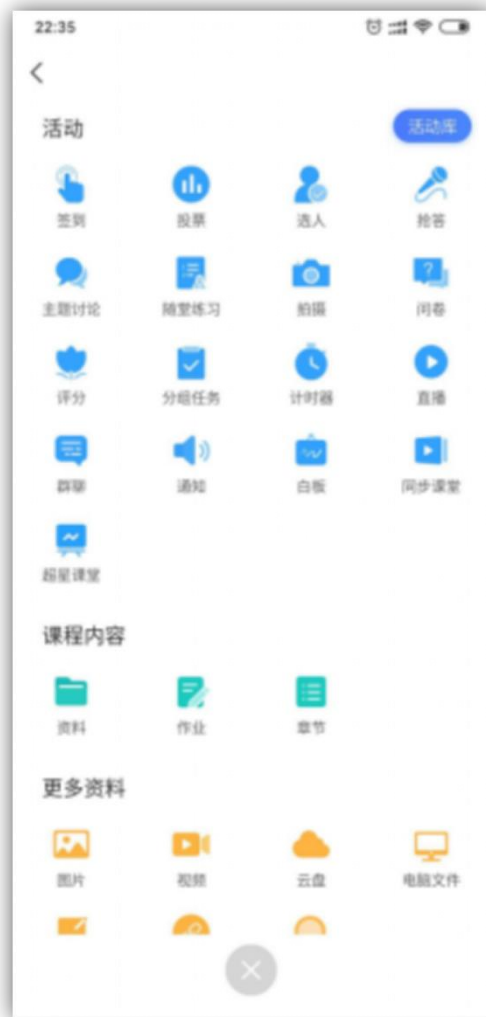 22:35
活动
活动库
签到 投票 选人 抢答
主题讨论 随堂练习 拍摄 问卷
评分 分组任务 计时器 直播
群聊 通知 白板 同步课堂
超星课堂
课程内容
资料 作业 章节
更多资料
图片 视频 云盘 电脑文件